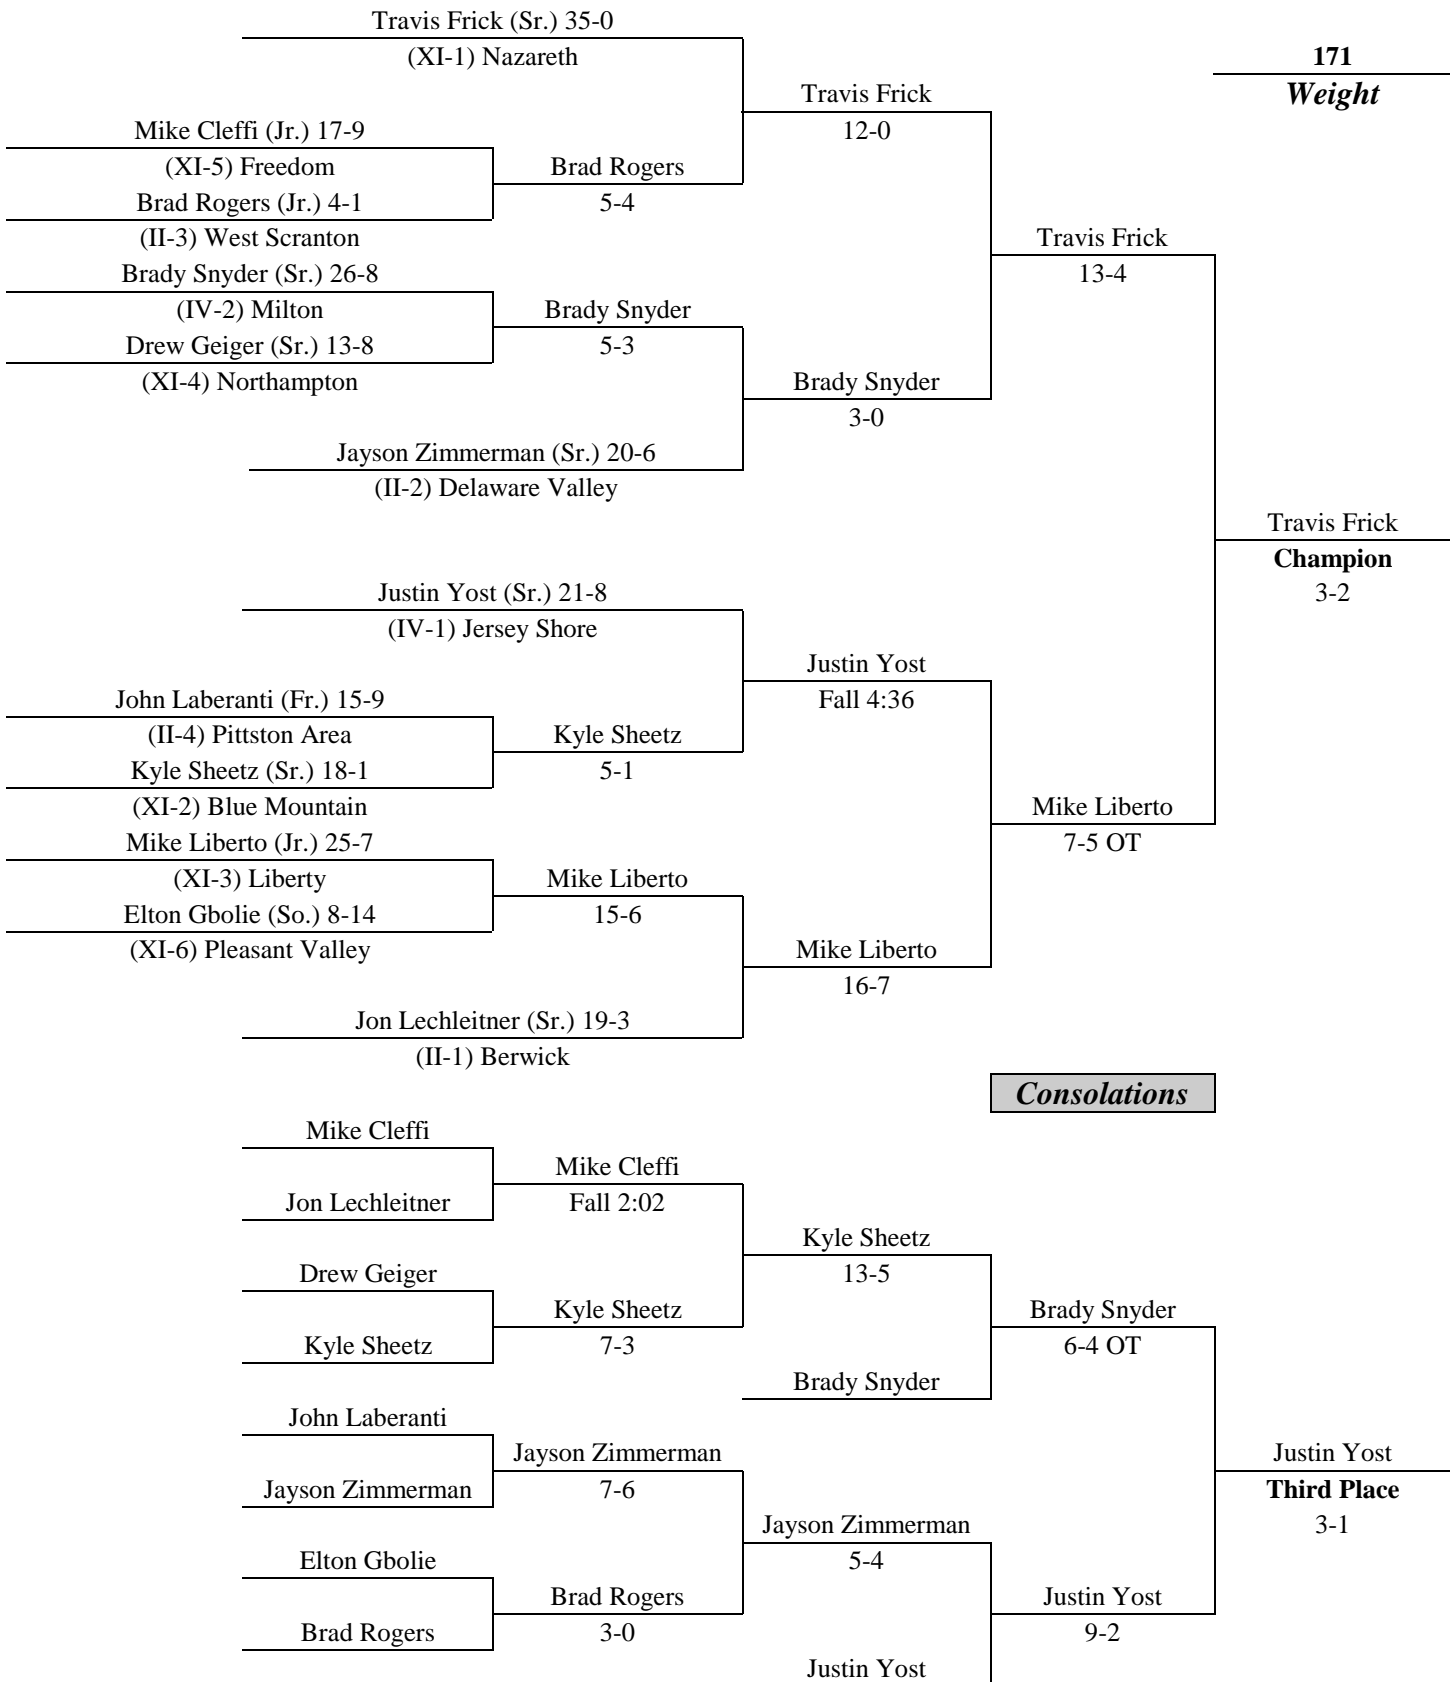 Travis Frick (Sr.) 35-0
(XI-1) Nazareth
171
Weight
Travis Frick
12-0
Mike Cleffi (Jr.) 17-9
(XI-5) Freedom
Brad Rogers
5-4
Brad Rogers (Jr.) 4-1
(II-3) West Scranton
Travis Frick
13-4
Brady Snyder (Sr.) 26-8
(IV-2) Milton
Brady Snyder
5-3
Drew Geiger (Sr.) 13-8
(XI-4) Northampton
Brady Snyder
3-0
Jayson Zimmerman (Sr.) 20-6
(II-2) Delaware Valley
Travis Frick
Champion
3-2
Justin Yost (Sr.) 21-8
(IV-1) Jersey Shore
Justin Yost
Fall 4:36
John Laberanti (Fr.) 15-9
(II-4) Pittston Area
Kyle Sheetz
5-1
Kyle Sheetz (Sr.) 18-1
(XI-2) Blue Mountain
Mike Liberto
7-5 OT
Mike Liberto (Jr.) 25-7
(XI-3) Liberty
Mike Liberto
15-6
Elton Gbolie (So.) 8-14
(XI-6) Pleasant Valley
Mike Liberto
16-7
Jon Lechleitner (Sr.) 19-3
(II-1) Berwick
Consolations
Mike Cleffi
Mike Cleffi
Fall 2:02
Jon Lechleitner
Kyle Sheetz
13-5
Drew Geiger
Kyle Sheetz
7-3
Kyle Sheetz
Brady Snyder
6-4 OT
Brady Snyder
John Laberanti
Jayson Zimmerman
7-6
Jayson Zimmerman
Justin Yost
Third Place
3-1
Jayson Zimmerman
5-4
Elton Gbolie
Brad Rogers
3-0
Brad Rogers
Justin Yost
9-2
Justin Yost